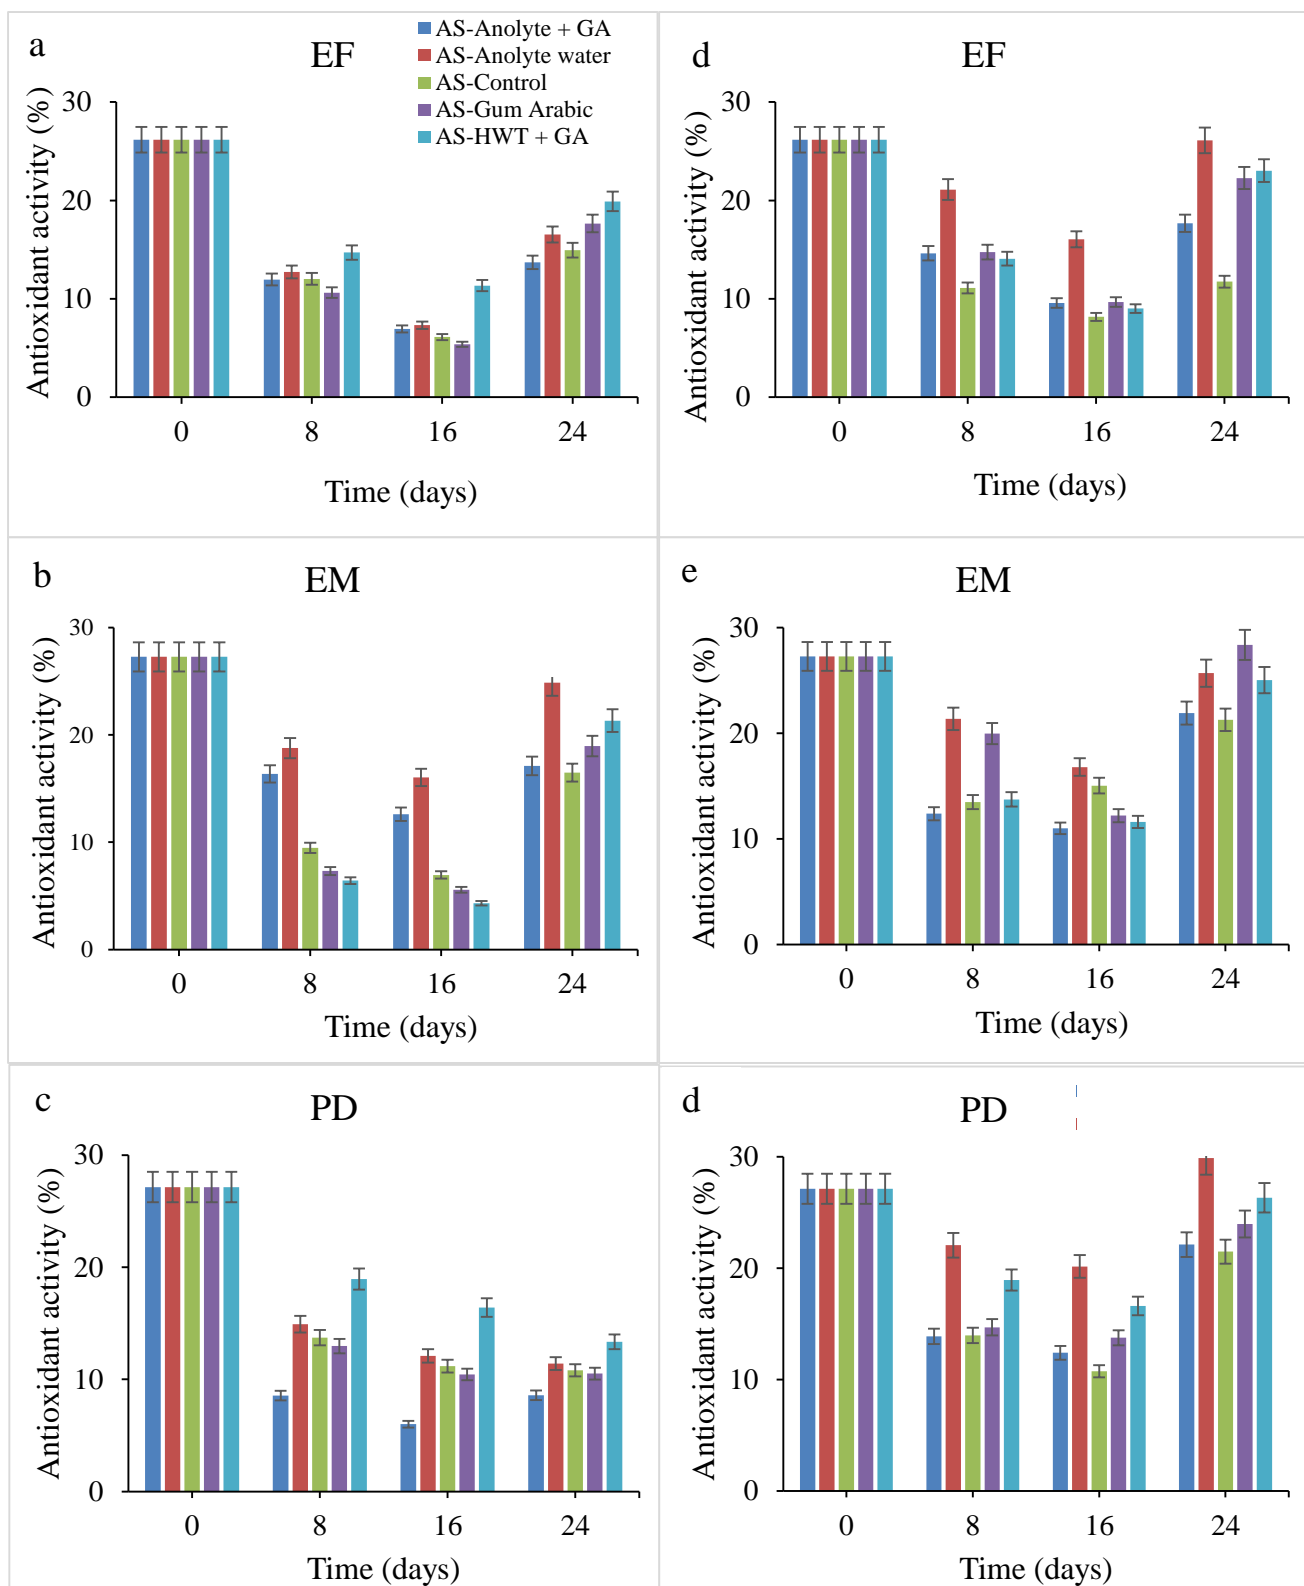 a
EF
AS-Anolyte + GA
AS-Anolyte water
AS-Control
AS-Gum Arabic
AS-HWT + GA
Antioxidant activity (%)
30
20
10
0
0 8 16 24
Time (days)
d
EF
Antioxidant activity (%)
30
20
10
0
0 8 16 24
Time (days)
b
EM
Antioxidant activity (%)
30
20
10
0
0 8 16 24
Time (days)
e
EM
Antioxidant activity (%)
30
20
10
0
0 8 16 24
Time (days)
c
PD
Antioxidant activity (%)
30
20
10
0
0 8 16 24
Time (days)
d
PD
Antioxidant activity (%)
30
20
10
0
0 8 16 24
Time (days)